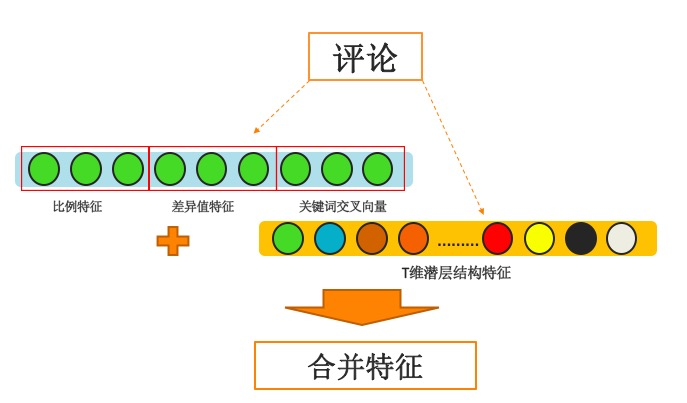 评论
比例特征
差异值特征
关键词交叉向量
.........
T维潜层结构特征
合并特征